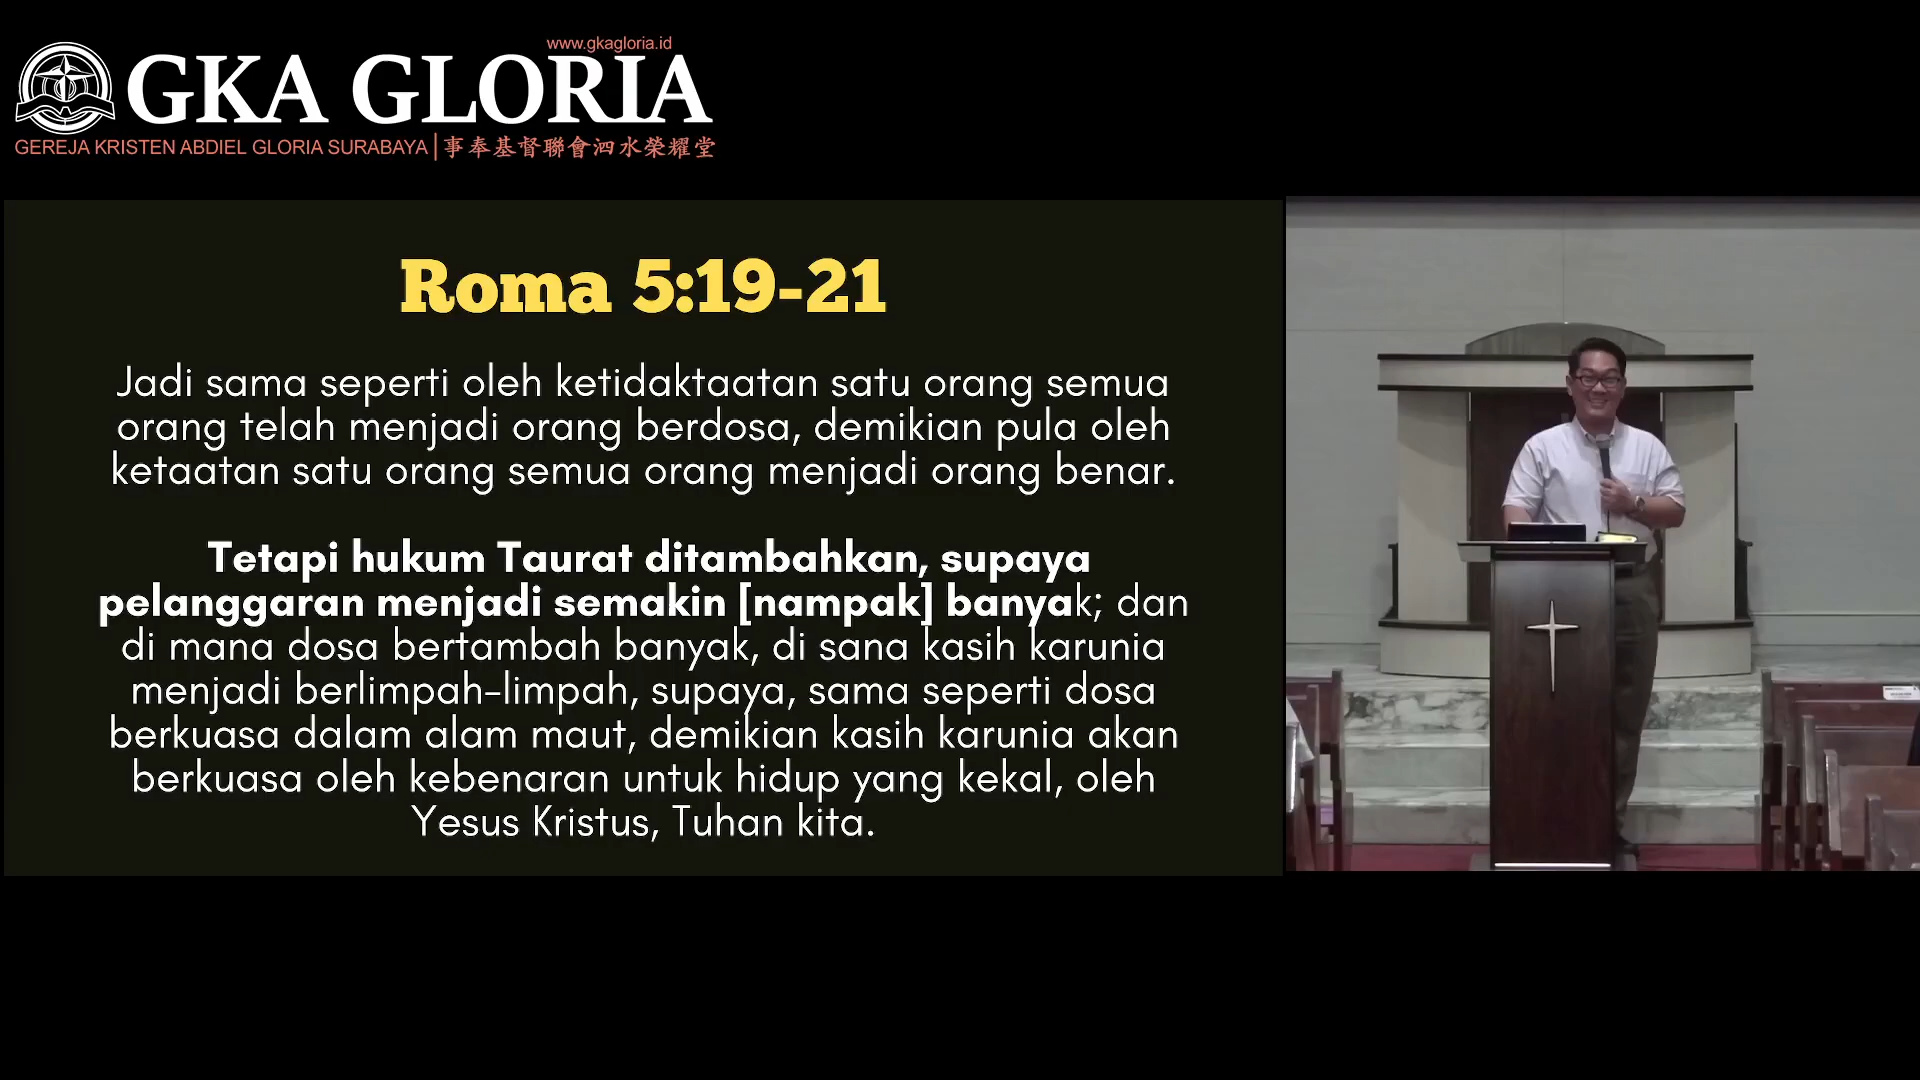 www.gkagloria.id
GKA GLORIA
GEREJA KRISTEN ABDIEL GLORIA SURABAYA | 事奉基督聯會泗水榮耀堂
Roma 5:19-21
Jadi sama seperti oleh ketidaktaatan satu orang semua
orang telah menjadi orang berdosa, demikian pula oleh
ketaatan satu orang semua orang menjadi orang benar.
Tetapi hukum Taurat ditambahkan, supaya
pelanggaran menjadi semakin [nampak] banyak; dan
di mana dosa bertambah banyak, di sana kasih karunia
menjadi berlimpah-limpah, supaya, sama seperti dosa
berkuasa dalam alam maut, demikian kasih karunia akan
berkuasa oleh kebenaran untuk hidup yang kekal, oleh
Yesus Kristus, Tuhan kita.